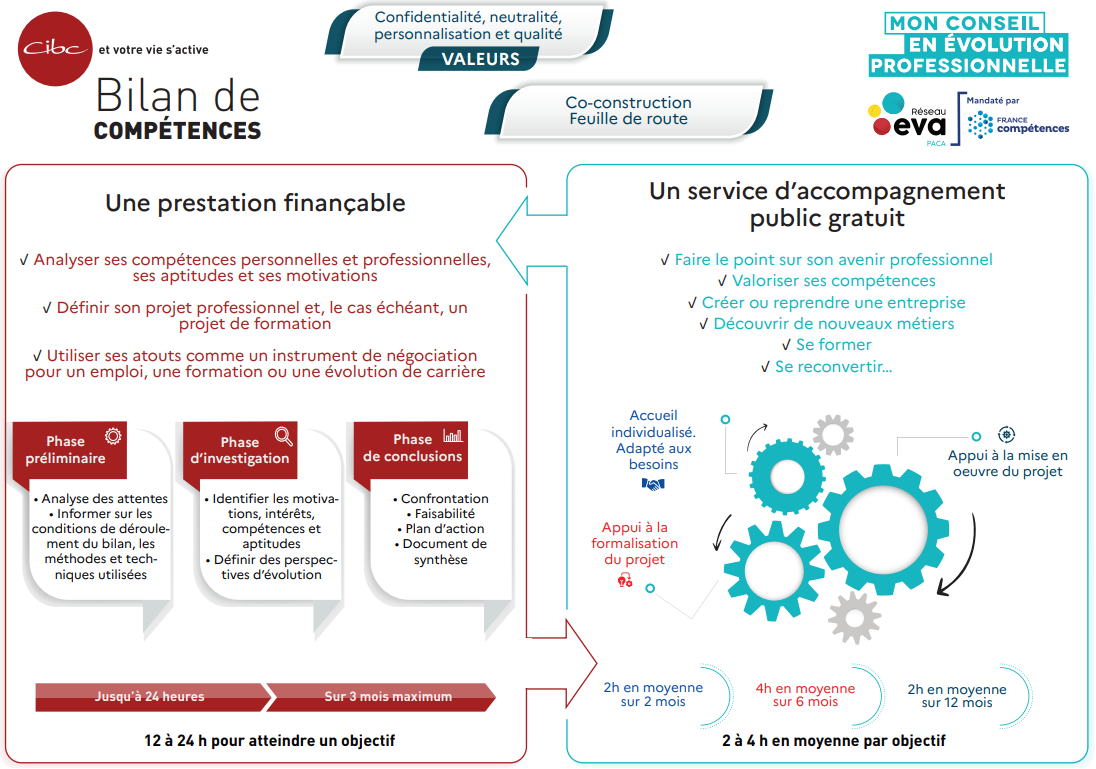 cibc
et votre vie s'active
Bilan de
COMPÉTENCES
Confidentialité, neutralité,
personnalisation et qualité
VALEURS
Co-construction
Feuille de route
MON CONSEIL
EN ÉVOLUTION
PROFESSIONNELLE
Réseau
eva
PACA
Mandaté par
FRANCE
compétences
Une prestation finançable
√ Analyser ses compétences personnelles et professionnelles,
ses aptitudes et ses motivations
√ Définir son projet professionnel et, le cas échéant, un
projet de formation
√ Utiliser ses atouts comme un instrument de négociation
pour un emploi, une formation ou une évolution de carrière
Phase
préliminaire
• Analyse des attentes
• Informer sur les
conditions de déroule-
ment du bilan, les
méthodes et tech-
niques utilisées
Phase
d'investigation
• Identifier les motiva-
tions, intérêts,
compétences et
aptitudes
• Définir des perspec-
tives d'évolution
Phase
de conclusions
• Confrontation
• Faisabilité
• Plan d'action
• Document de
synthèse
Jusqu'à 24 heures
Sur 3 mois maximum
12 à 24 h pour atteindre un objectif
Un service d'accompagnement
public gratuit
√ Faire le point sur son avenir professionnel
√ Valoriser ses compétences
√ Créer ou reprendre une entreprise
√ Découvrir de nouveaux métiers
√ Se former
√ Se reconvertir...
Accueil
individualisé.
Adapté aux
besoins
Appui à la
formalisation
du projet
Appui à la mise en
oeuvre du projet
2h en moyenne
sur 2 mois
4h en moyenne
sur 6 mois
2h en moyenne
sur 12 mois
2 à 4 h en moyenne par objectif